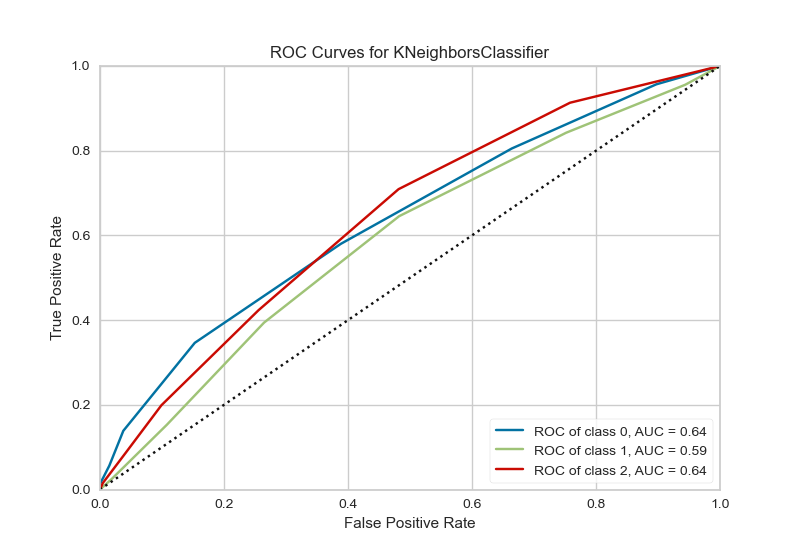 ROC Curves for KNeighborsClassifier
True Positive Rate
1.0
0.8
0.6
0.4
0.2
0.0
ROC of class 0, AUC = 0.64
ROC of class 1, AUC = 0.59
ROC of class 2, AUC = 0.64
0.0 0.2 0.4 0.6 0.8 1.0
False Positive Rate